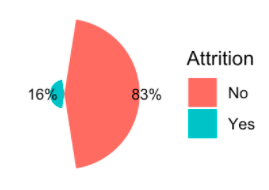 Attrition
16%
83%
No
Yes